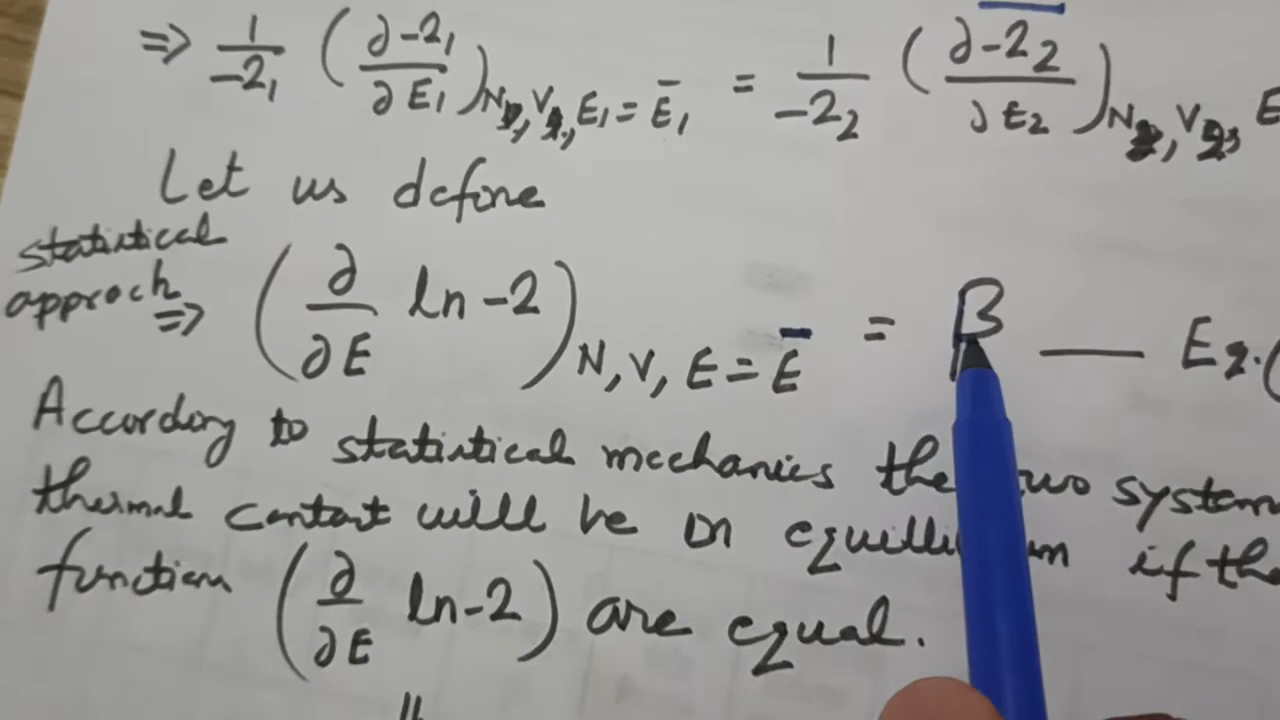 ⇒ 1/Ω₁ (∂Ω₁/∂E₁)N, V, E₁ = Ē₁ = 1/Ω₂ (∂Ω₂/∂E₂)N, V, E
Let us define
statistical
approch ⇒ (∂/∂E ln Ω)N, V, E = Ē = β — Eq. (
According to statistical mechanics the two system
thermal contact will be in equillibrium if the
function (∂/∂E ln Ω) are equal.